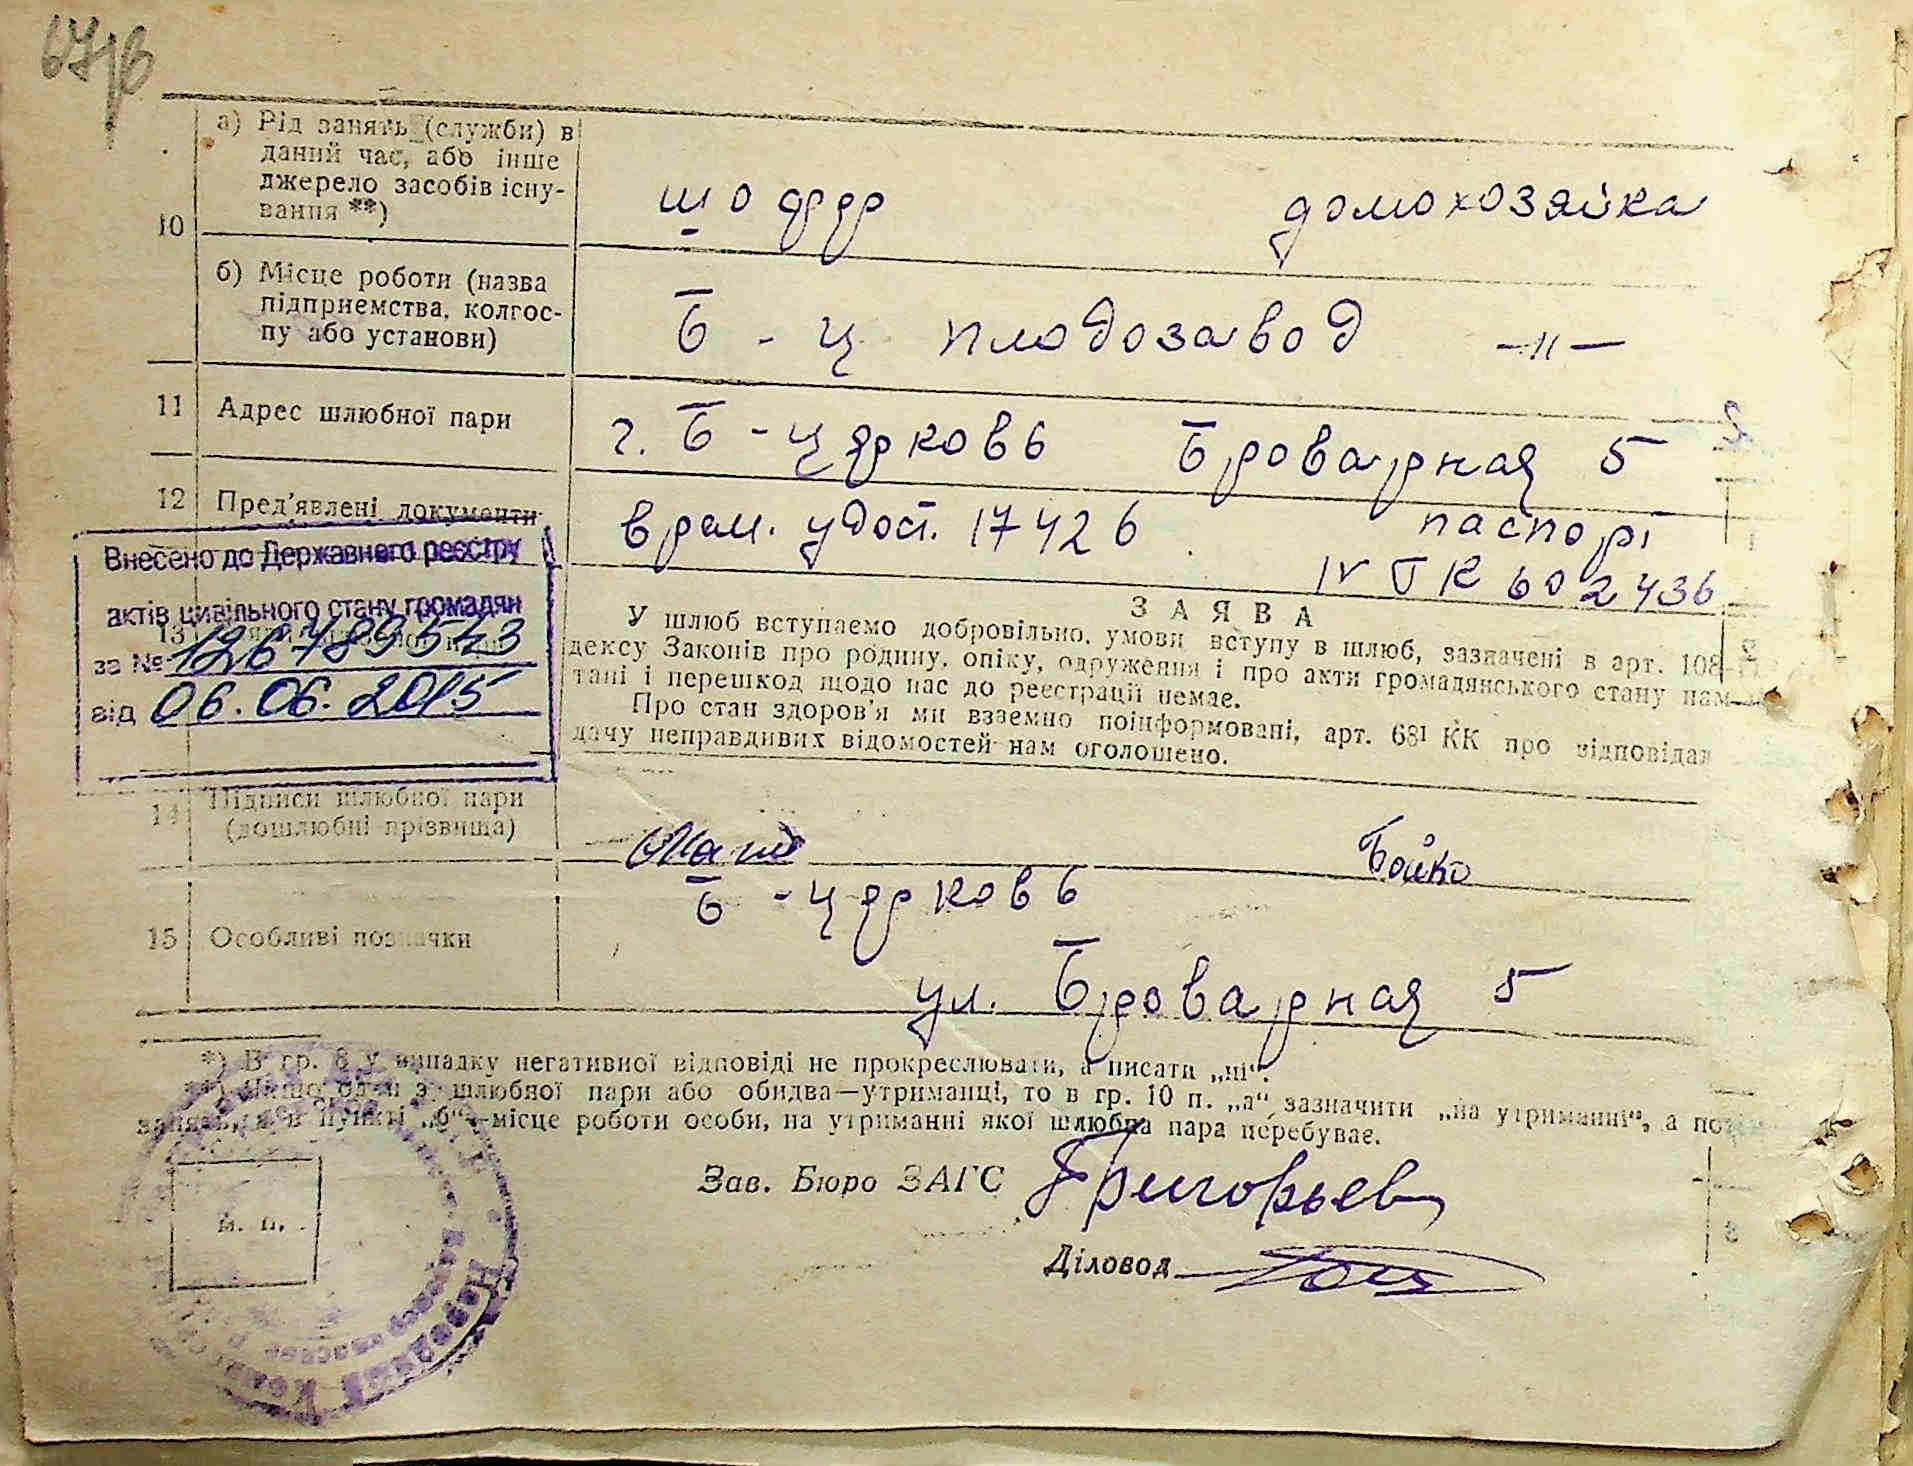 10
а) Рід занять (служби) в
даний час, або інше
джерело засобів існу-
вання **)
шофер домохозяйка
б) Місце роботи (назва
підприємства, колгос-
пу або установи)
Б - Ц плодозавод -"-
11 Адрес шлюбної пари
г. Б - Церковь Броварная 5
12 Пред'явлені документи
врем. удост. 17426 паспорт
IV ТК 602436
Внесено до Державного реєстру
актів цивільного стану громадян
за №
від 06.06.2015
13
ЗАЯВА
У шлюб вступаємо добровільно, умови вступу в шлюб, зазначені в арт. 108-
дексу Законів про родину, опіку, одруження і про акти громадянського стану нам
тані і перешкод щодо нас до реєстрації немає.
Про стан здоров'я ми взаємно поінформовані, арт. 68¹ КК про відповідал
дачу неправдивих відомостей нам оголошено.
14 Підписи шлюбної пари
(дошлюбні прізвища)
Бойко
15 Особливі позначки
Б - Церковь
ул. Броварная 5
*) В гр. 8 у випадку негативної відповіді не прокреслювати, а писати „ні“.
**) Якщо один з шлюбної пари або обидва—утриманці, то в гр. 10 п. „а“ зазначити „на утриманні“, а
в пункті „б“—місце роботи особи, на утриманні якої шлюбна пара перебуває.
Зав. Бюро ЗАГС Григорьев
м. п.
Діловод